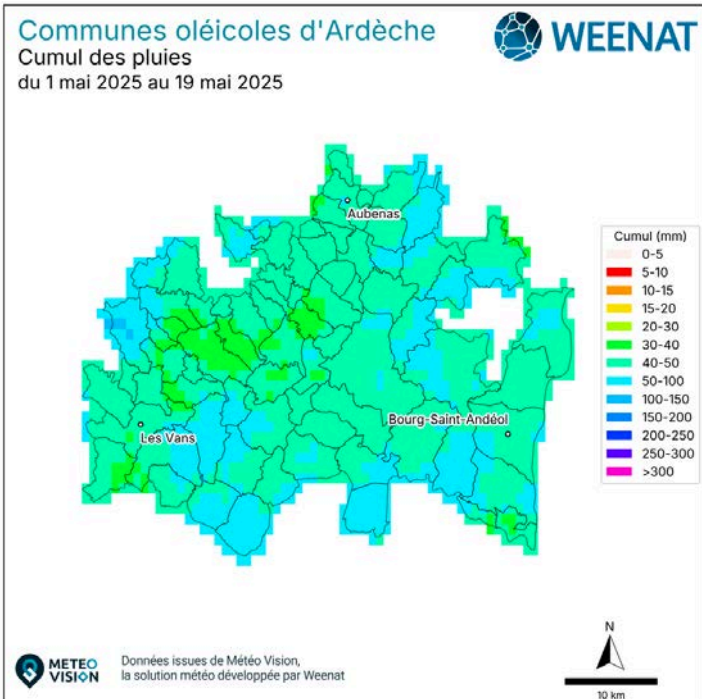 Communes oléicoles d'Ardèche
WEENAT
Cumul des pluies
du 1 mai 2025 au 19 mai 2025
Aubenas
Cumul (mm)
0-5
5-10
10-15
15-20
20-30
30-40
40-50
50-100
100-150
150-200
200-250
250-300
>300
Bourg-Saint-Andéol
Les Vans
N
METEO
VISION
Données issues de Météo Vision,
la solution météo développée par Weenat
10 km